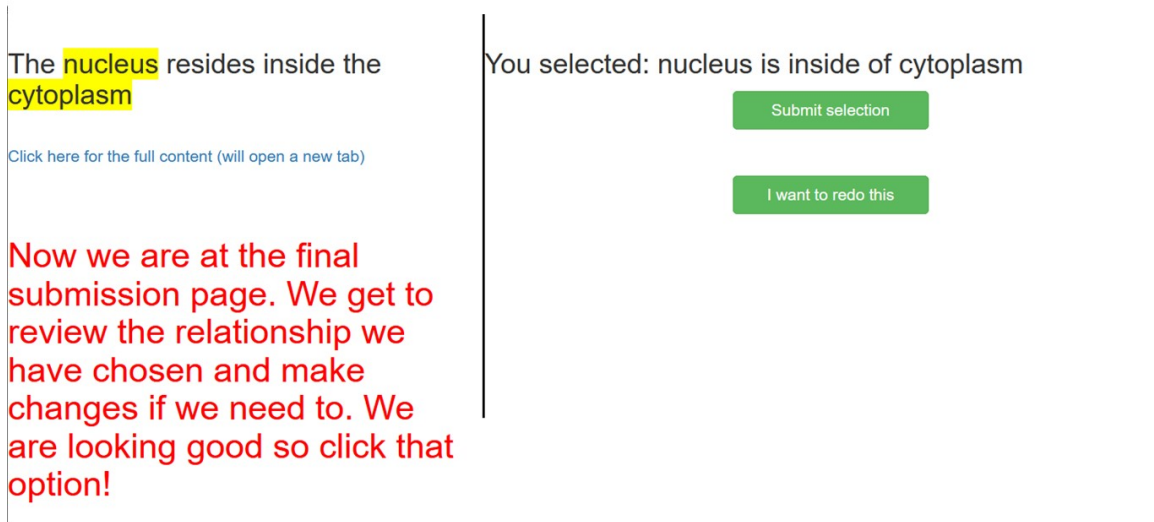 The nucleus resides inside the
cytoplasm
Click here for the full content (will open a new tab)
Now we are at the final
submission page. We get to
review the relationship we
have chosen and make
changes if we need to. We
are looking good so click that
option!
You selected: nucleus is inside of cytoplasm
Submit selection
I want to redo this